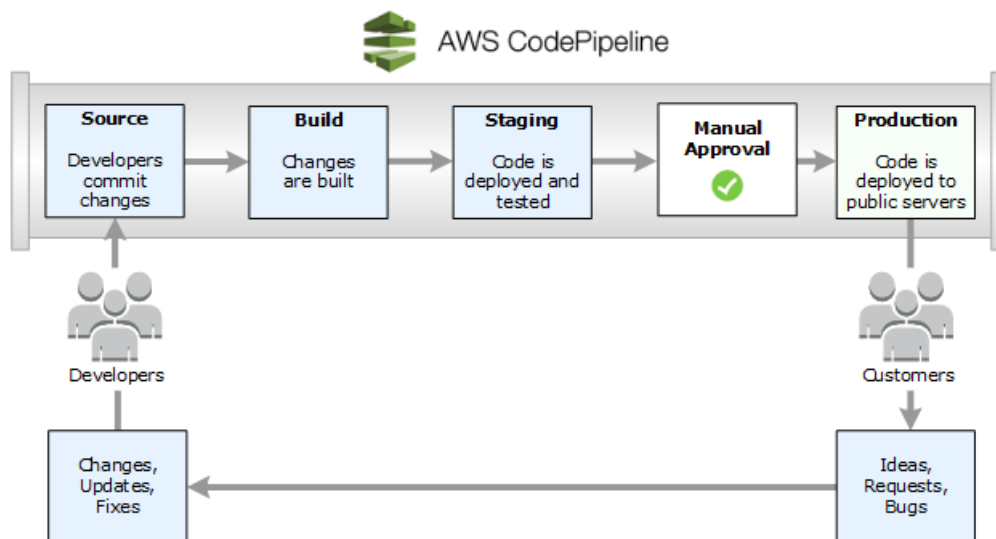 AWS CodePipeline
Source
Developers
commit
changes
Build
Changes
are built
Staging
Code is
deployed and
tested
Manual
Approval
Production
Code is
deployed to
public servers
Developers
Customers
Changes,
Updates,
Fixes
Ideas,
Requests,
Bugs